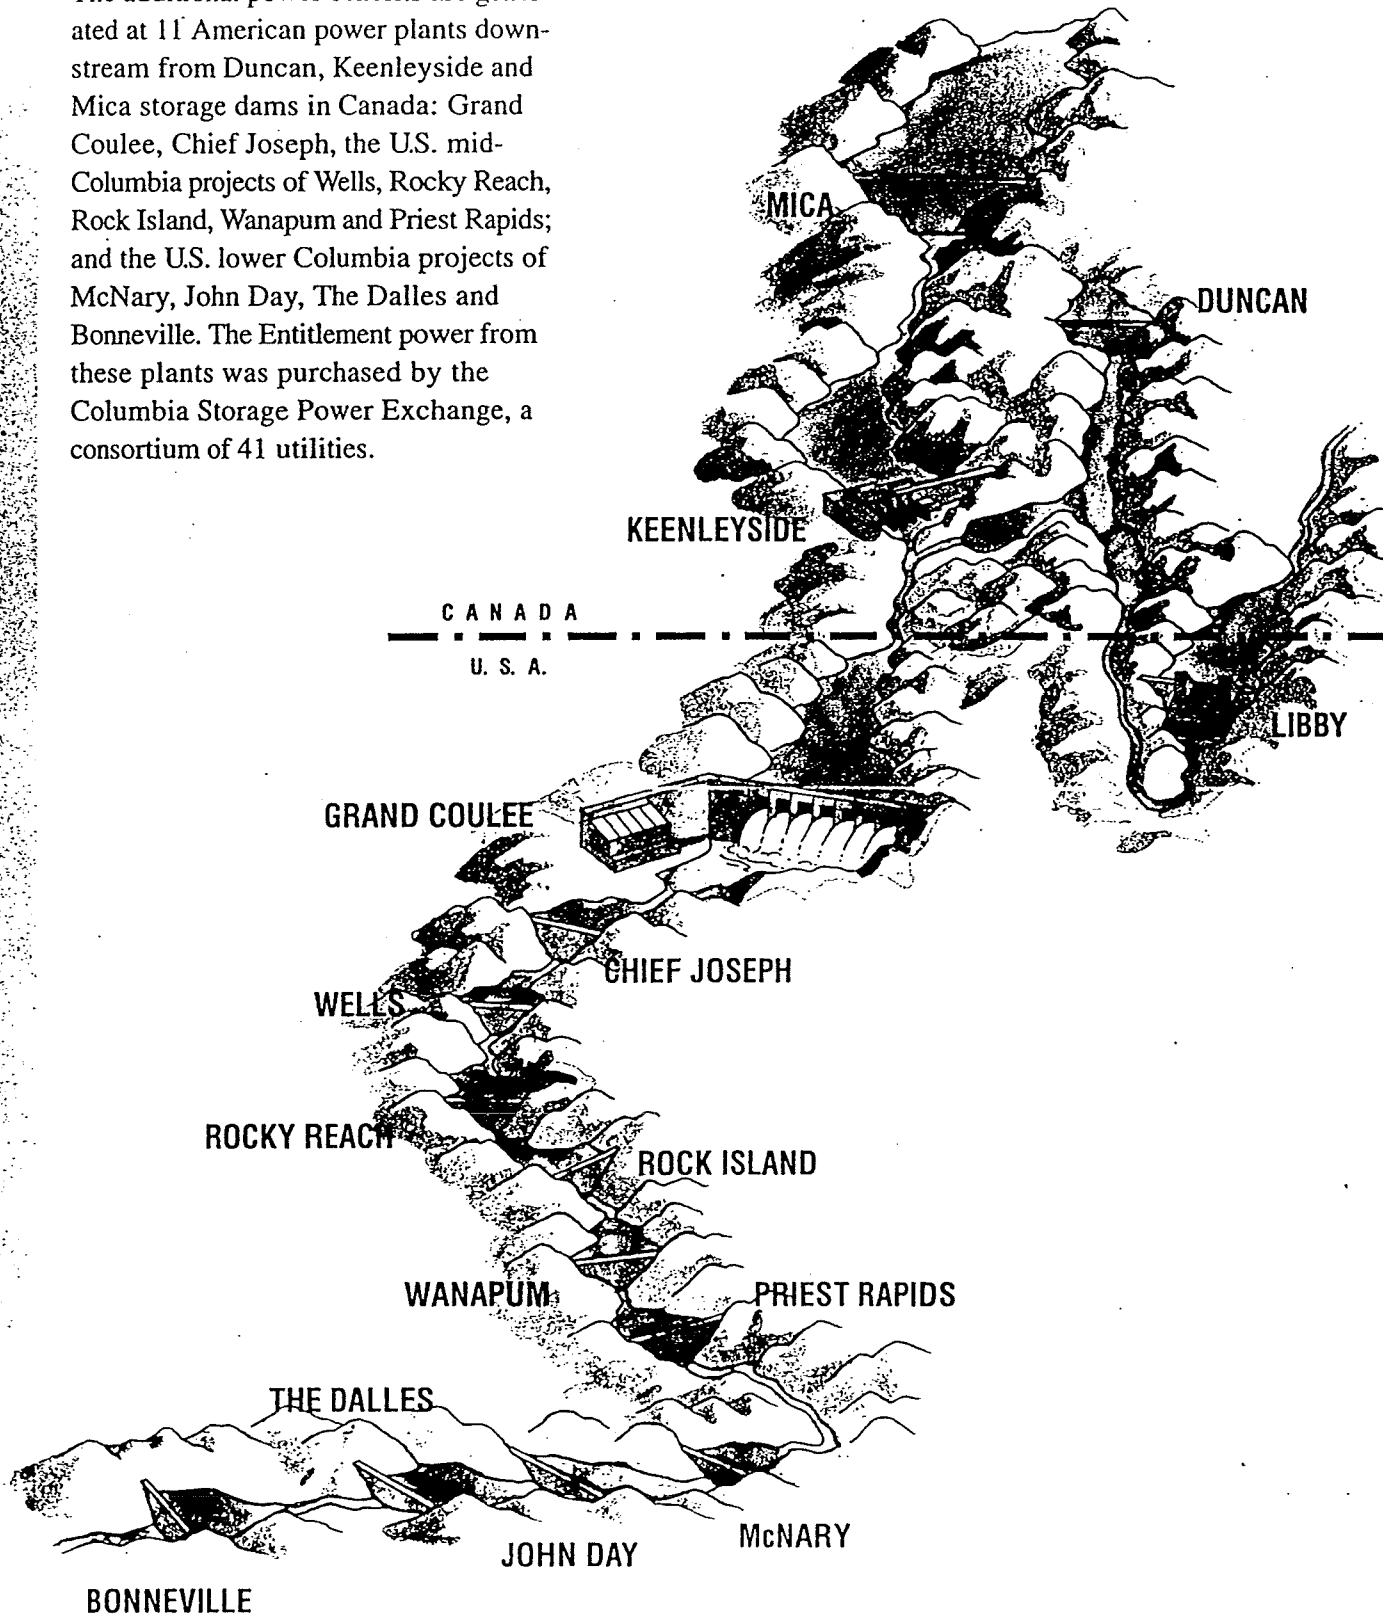 ated at 11 American power plants down-
stream from Duncan, Keenleyside and
Mica storage dams in Canada: Grand
Coulee, Chief Joseph, the U.S. mid-
Columbia projects of Wells, Rocky Reach,
Rock Island, Wanapum and Priest Rapids;
and the U.S. lower Columbia projects of
McNary, John Day, The Dalles and
Bonneville. The Entitlement power from
these plants was purchased by the
Columbia Storage Power Exchange, a
consortium of 41 utilities.
MICA
DUNCAN
KEENLEYSIDE
CANADA
U. S. A.
LIBBY
GRAND COULEE
CHIEF JOSEPH
WELLS
ROCKY REACH
ROCK ISLAND
WANAPUM
PRIEST RAPIDS
THE DALLES
McNARY
JOHN DAY
BONNEVILLE